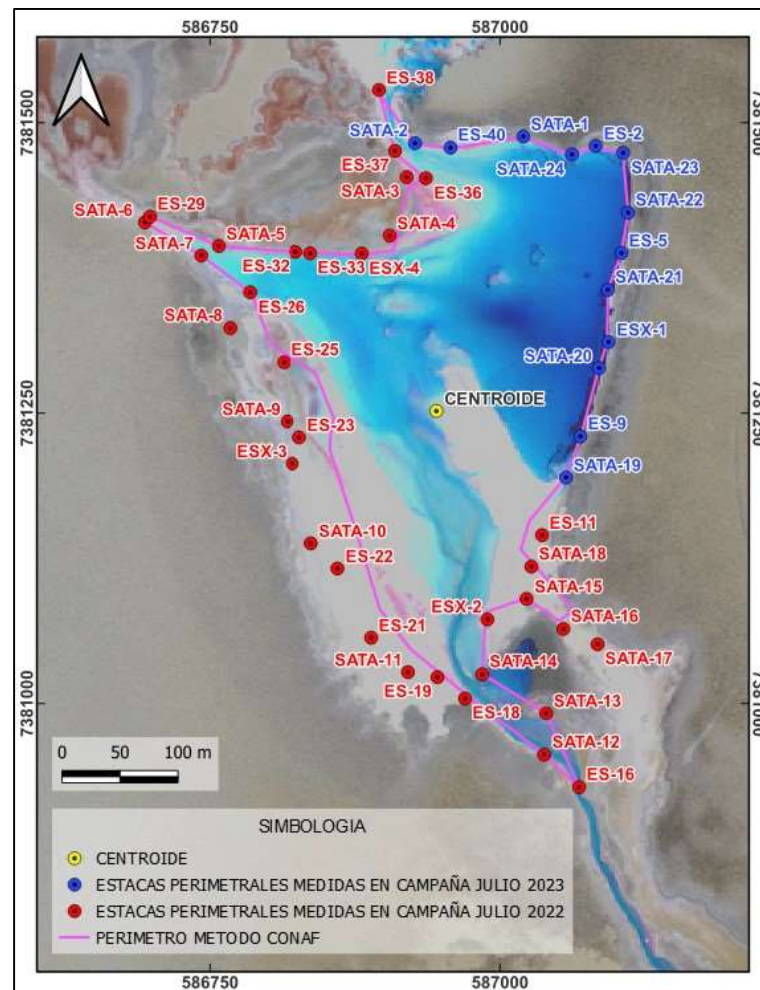 586750
587000
ES-38
7381500
7381500
SATA-1
SATA-2
ES-40
ES-2
ES-37
SATA-24
SATA-23
SATA-3
ES-36
SATA-22
ES-29
SATA-6
SATA-4
SATA-5
SATA-7
ES-5
ES-32
ES-33
ESX-4
SATA-21
ES-26
SATA-8
ESX-1
ES-25
SATA-20
CENTROIDE
7381250
7381250
SATA-9
ES-23
ES-9
ESX-3
SATA-19
SATA-10
ES-11
ES-22
SATA-18
SATA-15
ESX-2
SATA-16
ES-21
SATA-17
SATA-11
SATA-14
ES-19
7381000
7381000
ES-18
SATA-13
SATA-12
0 50 100 m
ES-16
SIMBOLOGIA
CENTROIDE
ESTACAS PERIMETRALES MEDIDAS EN CAMPAÑA JULIO 2023
ESTACAS PERIMETRALES MEDIDAS EN CAMPAÑA JULIO 2022
PERIMETRO METODO CONAF
586750
587000